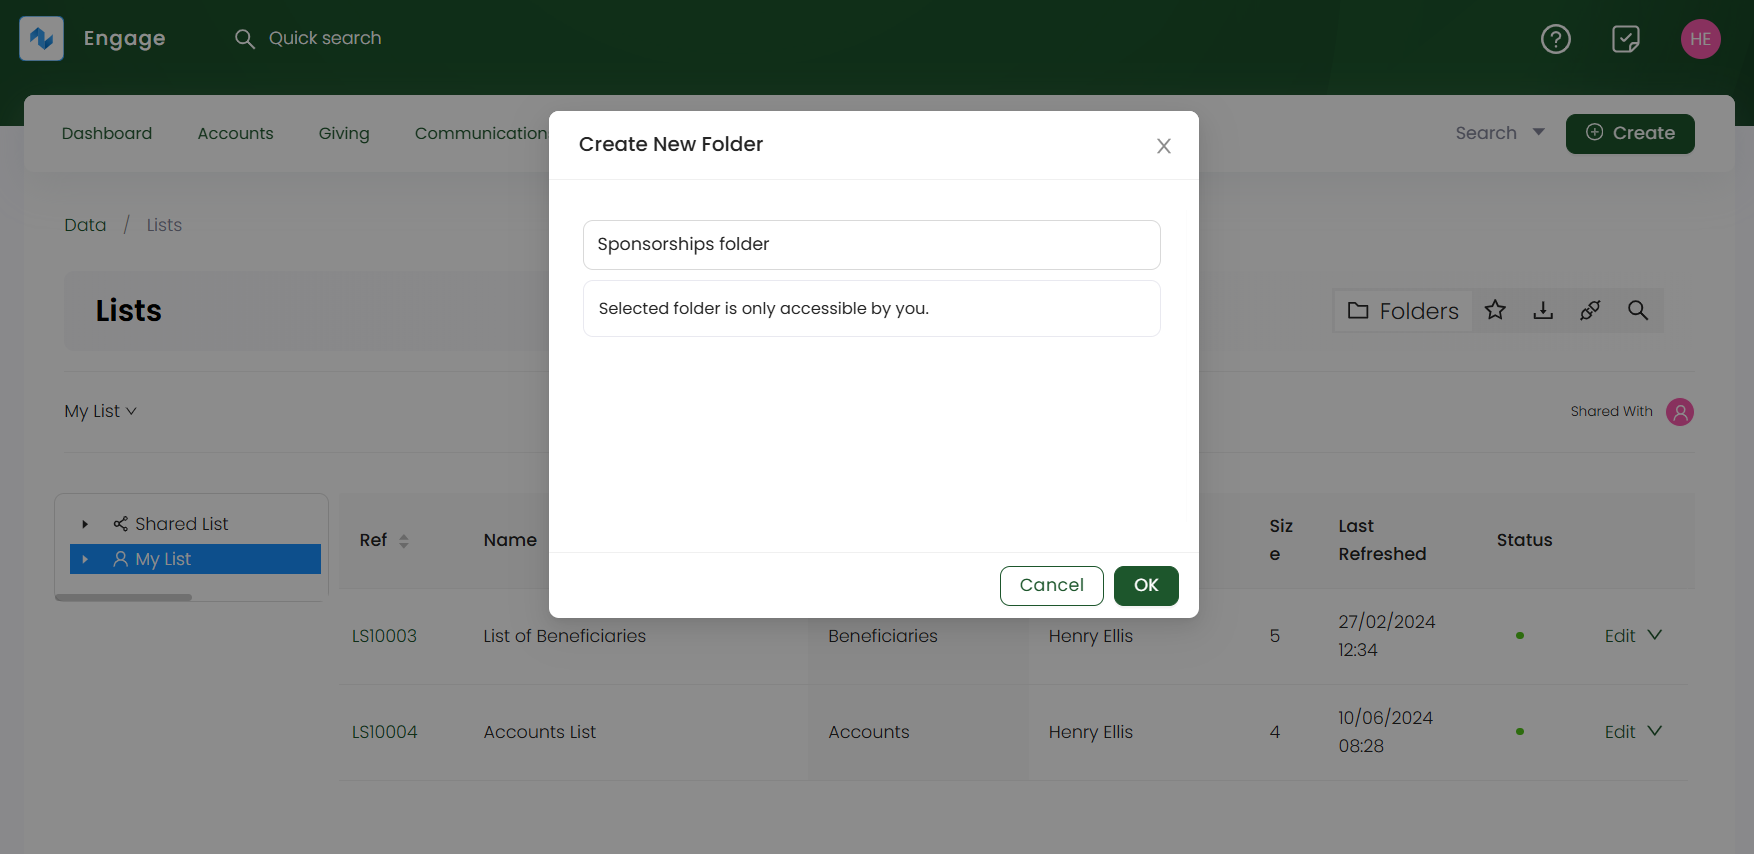 Engage
Quick search
HE
Dashboard Accounts Giving Communication
Search
Create
Create New Folder
X
Sponsorships folder
Selected folder is only accessible by you.
Cancel
OK
Data / Lists
Lists
Folders
My List
Shared With
Shared List
My List
Ref Name Siz
e Last
Refreshed Status
LS10003 List of Beneficiaries Beneficiaries Henry Ellis 5 27/02/2024
12:34 Edit
LS10004 Accounts List Accounts Henry Ellis 4 10/06/2024
08:28 Edit